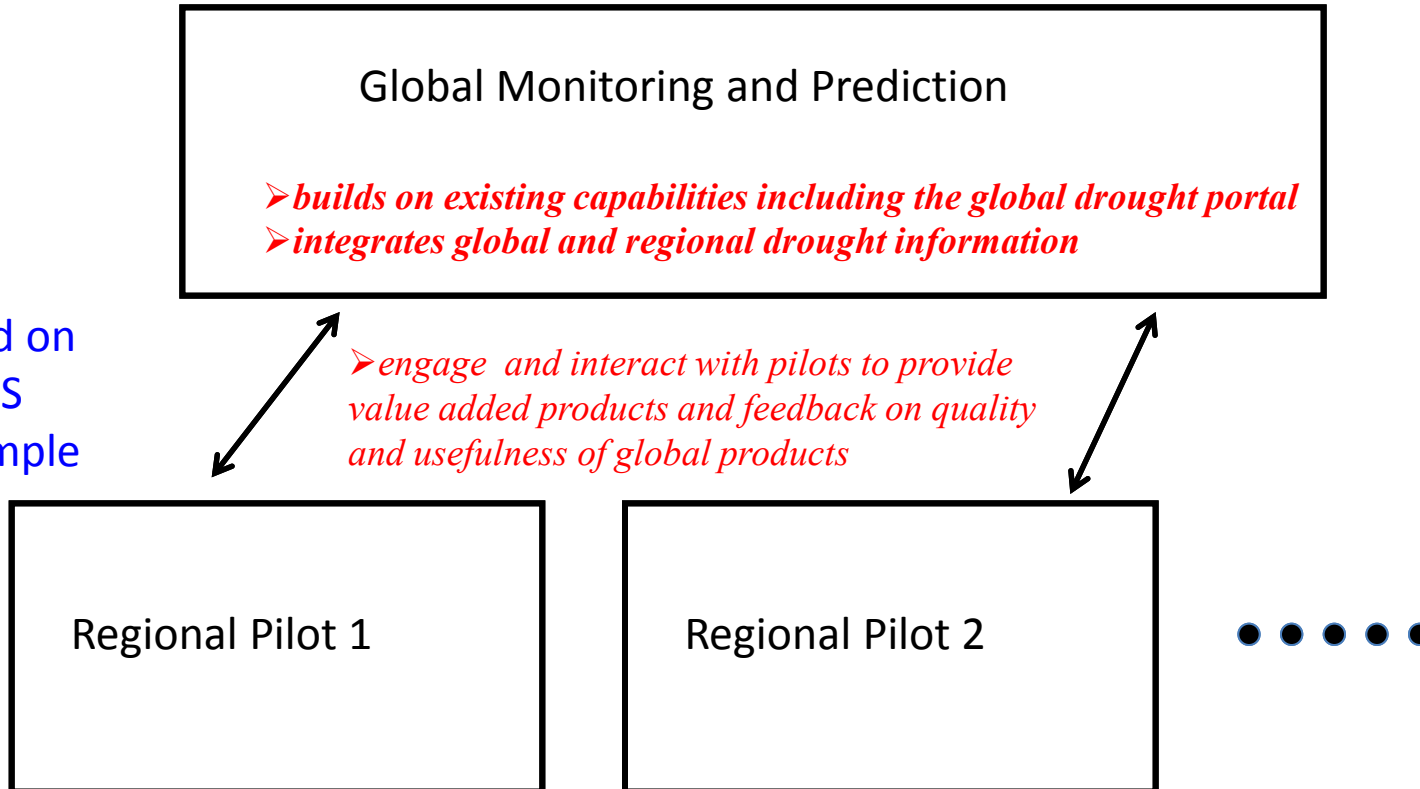 Global Monitoring and Prediction
➢builds on existing capabilities including the global drought portal
➢integrates global and regional drought information
d on
S
mple
➢engage and interact with pilots to provide
value added products and feedback on quality
and usefulness of global products
Regional Pilot 1
Regional Pilot 2